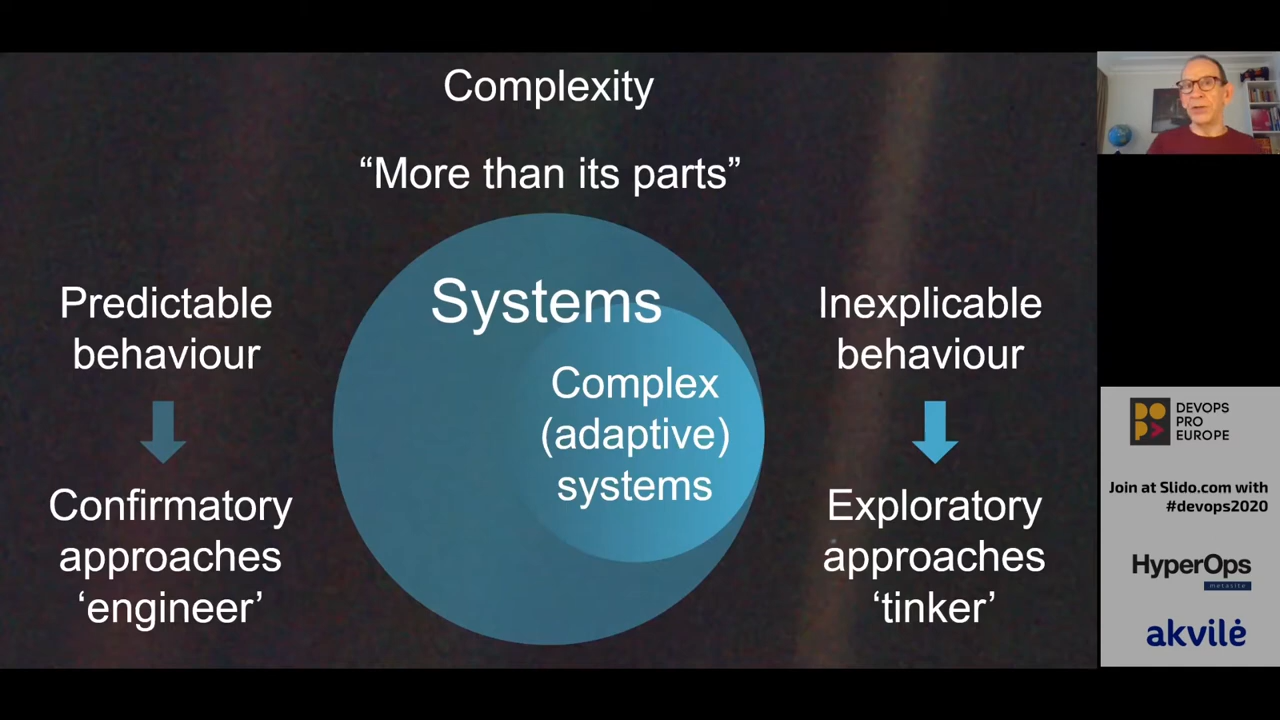 Complexity
“More than its parts”
Systems
Complex
(adaptive)
systems
Predictable
behaviour
Confirmatory
approaches
‘engineer’
Inexplicable
behaviour
Exploratory
approaches
‘tinker’
DEVOPS
PRO
EUROPE
Join at Slido.com with
#devops2020
HyperOps
metasite
akvilė